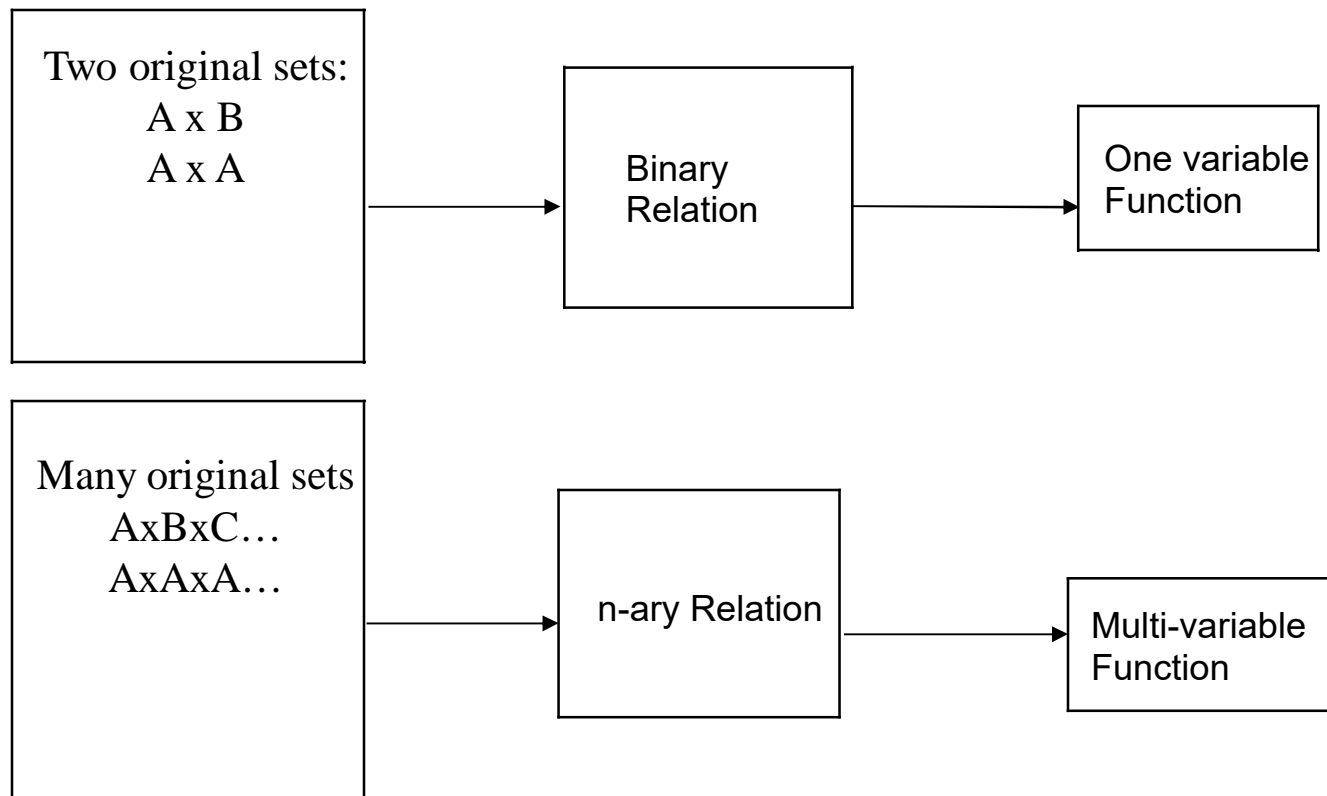 Two original sets:
A x B
A x A
Binary
Relation
One variable
Function
Many original sets
AxBxC…
AxAxA…
n-ary Relation
Multi-variable
Function